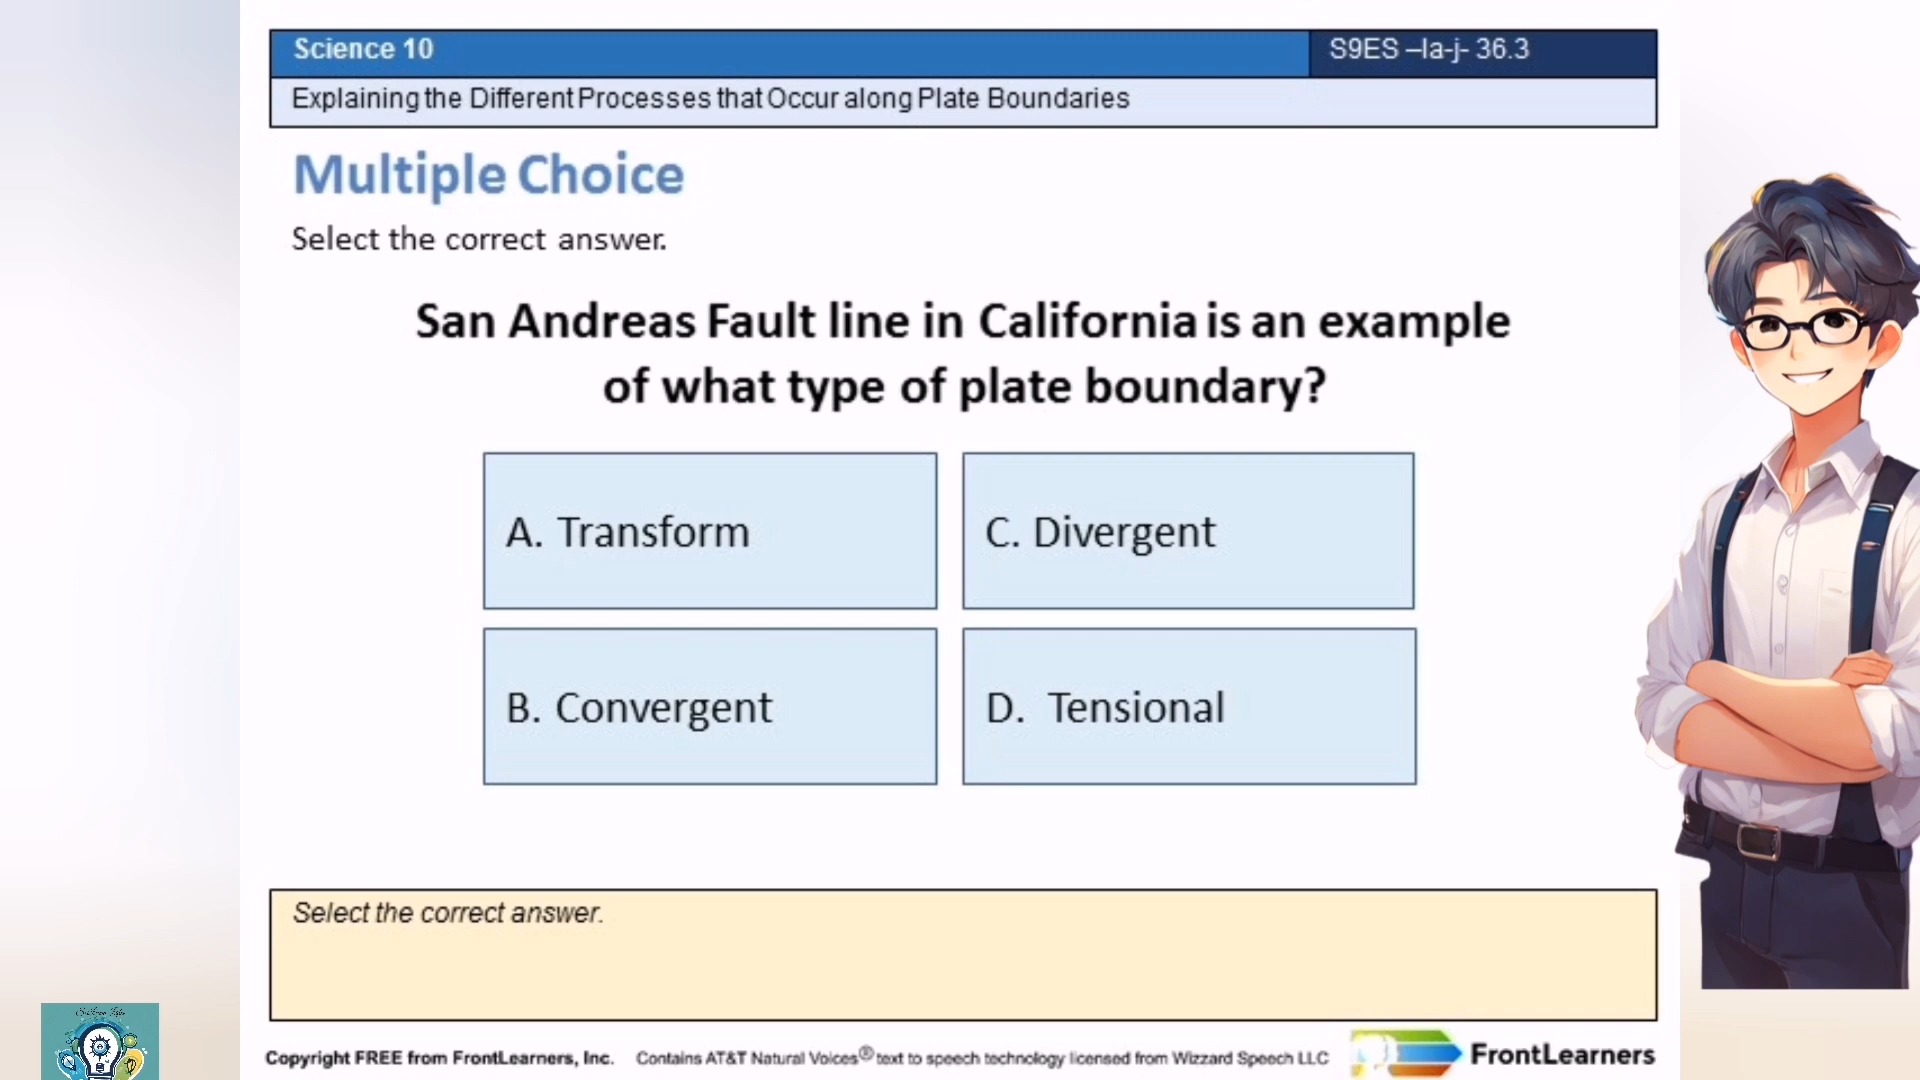 Science 10
S9ES –Ia-j- 36.3
Explaining the Different Processes that Occur along Plate Boundaries
Multiple Choice
Select the correct answer.
San Andreas Fault line in California is an example
of what type of plate boundary?
A. Transform
C. Divergent
B. Convergent
D. Tensional
Select the correct answer.
Copyright FREE from FrontLearners, Inc. Contains AT&T Natural Voices® text to speech technology licensed from Wizzard Speech LLC
FrontLearners